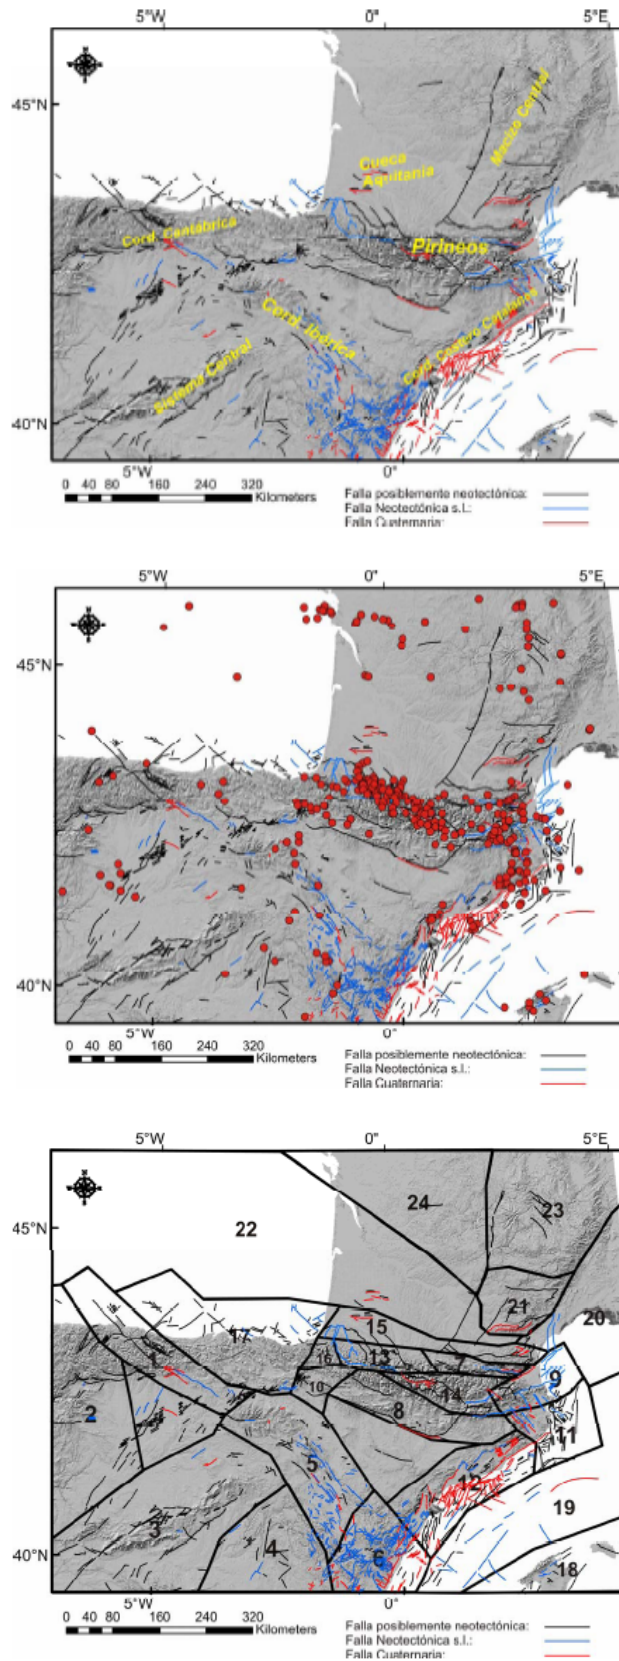 5°W 0° 5°E
45°N
Macizo Central
Cueca
Aquitania
Cord. Cantabrica
Pirineos
Cord. Ibérica
Cord. Costero Catalanes
Sistema Central
40°N
5°W 0°
0 40 80 160 240 320
Kilometers
Falla posiblemente neotectónica:
Falla Neotectónica s.l.:
Falla Cuaternaria:
5°W 0° 5°E
45°N
40°N
5°W 0°
0 40 80 160 240 320
Kilometers
Falla posiblemente neotectónica:
Falla Neotectónica s.l.:
Falla Cuaternaria:
5°W 0° 5°E
24 23
22
45°N
21
15 20
17
1 16 13
9
10 14
2 8
11
5
12
19
3
4 6
40°N
18
5°W 0°
0 40 80 160 240 320
Kilometers
Falla posiblemente neotectónica:
Falla Neotectónica s.l.:
Falla Cuaternaria: